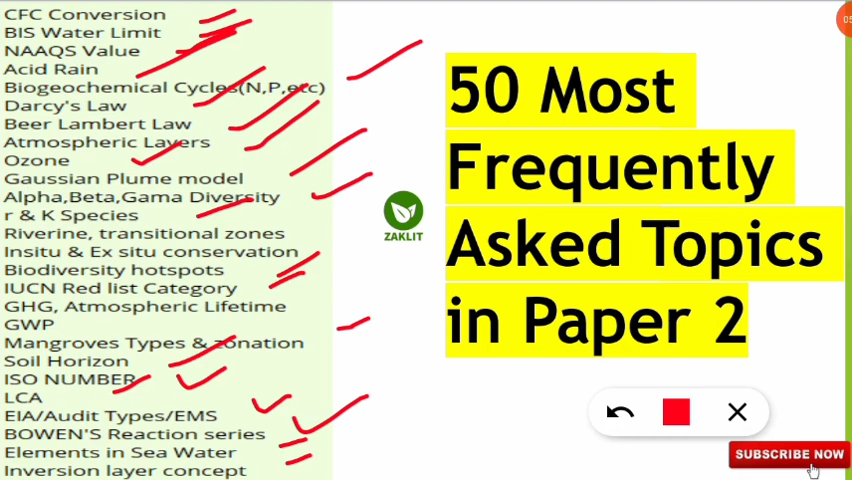 CFC Conversion
BIS Water Limit
NAAQS Value
Acid Rain
Biogeochemical Cycles(N,P,etc)
Darcy's Law
Beer Lambert Law
Atmospheric Layers
Ozone
Gaussian Plume model
Alpha,Beta,Gama Diversity
r & K Species
Riverine, transitional zones
Insitu & Ex situ conservation
Biodiversity hotspots
IUCN Red list Category
GHG, Atmospheric Lifetime
GWP
Mangroves Types & zonation
Soil Horizon
ISO NUMBER
LCA
EIA/Audit Types/EMS
BOWEN'S Reaction series
Elements in Sea Water
Inversion layer concept
ZAKLIT
50 Most
Frequently
Asked Topics
in Paper 2
05
SUBSCRIBE NOW